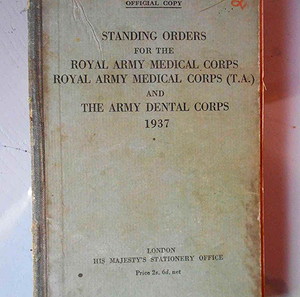 OFFICIAL COPY
STANDING ORDERS
FOR THE
ROYAL ARMY MEDICAL CORPS
ROYAL ARMY MEDICAL CORPS (T.A.)
AND
THE ARMY DENTAL CORPS
1937
LONDON
HIS MAJESTY'S STATIONERY OFFICE
Price 2s. 6d. net